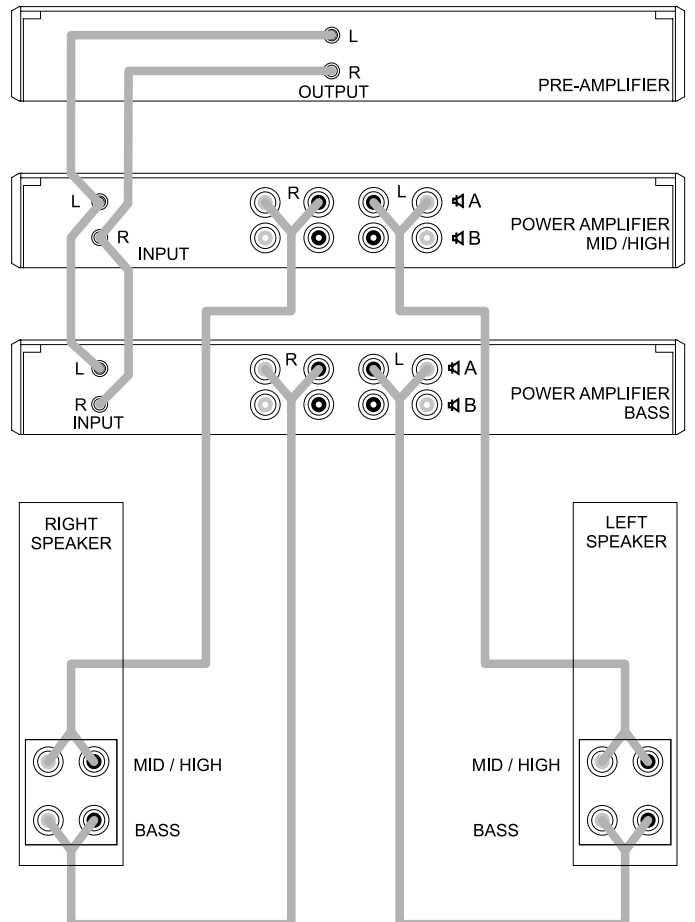 L
R
OUTPUT
PRE-AMPLIFIER
L
R
INPUT
R
L
A
B
POWER AMPLIFIER
MID /HIGH
L
R
INPUT
R
L
A
B
POWER AMPLIFIER
BASS
RIGHT
SPEAKER
LEFT
SPEAKER
MID / HIGH
BASS
MID / HIGH
BASS